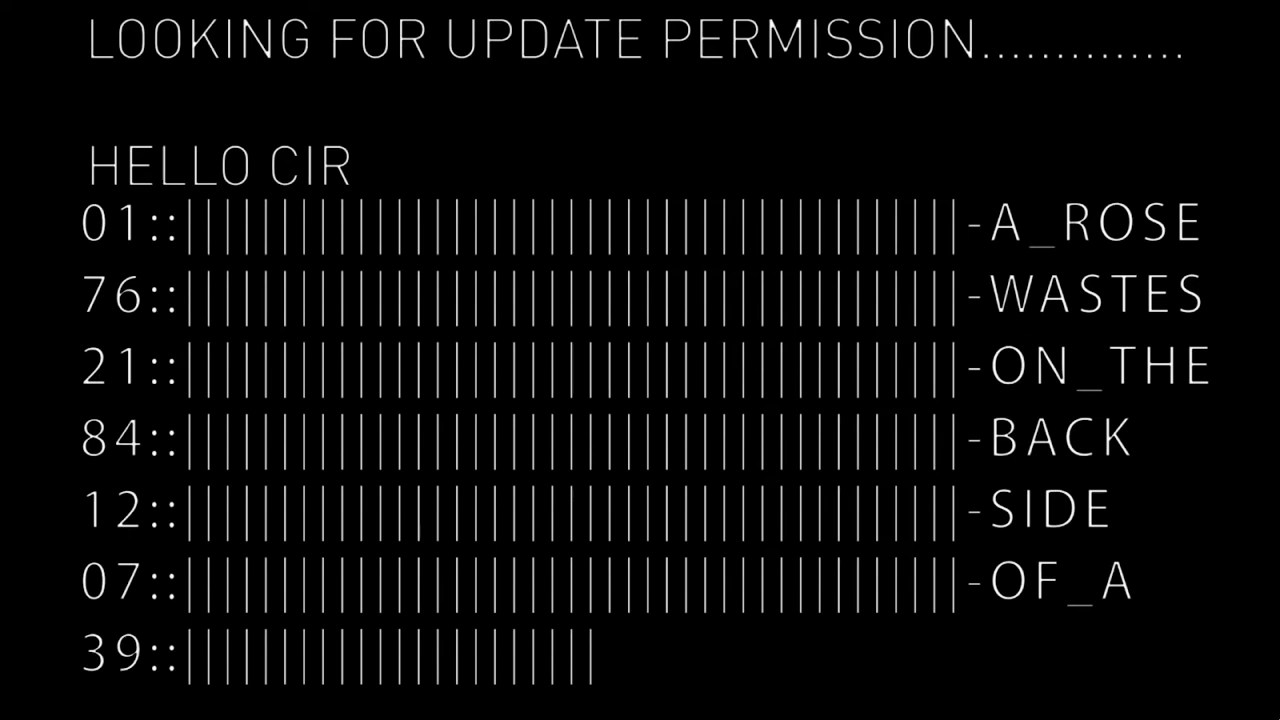 LOOKING FOR UPDATE PERMISSION..............
HELLO CIR
01::|||||||||||||||||||||||||||||||||||||||||-A_ROSE
76::|||||||||||||||||||||||||||||||||||||||||-WASTES
21::|||||||||||||||||||||||||||||||||||||||||-ON_THE
84::|||||||||||||||||||||||||||||||||||||||||-BACK
12::|||||||||||||||||||||||||||||||||||||||||-SIDE
07::|||||||||||||||||||||||||||||||||||||||||-OF_A
39::||||||||||||||||||||||